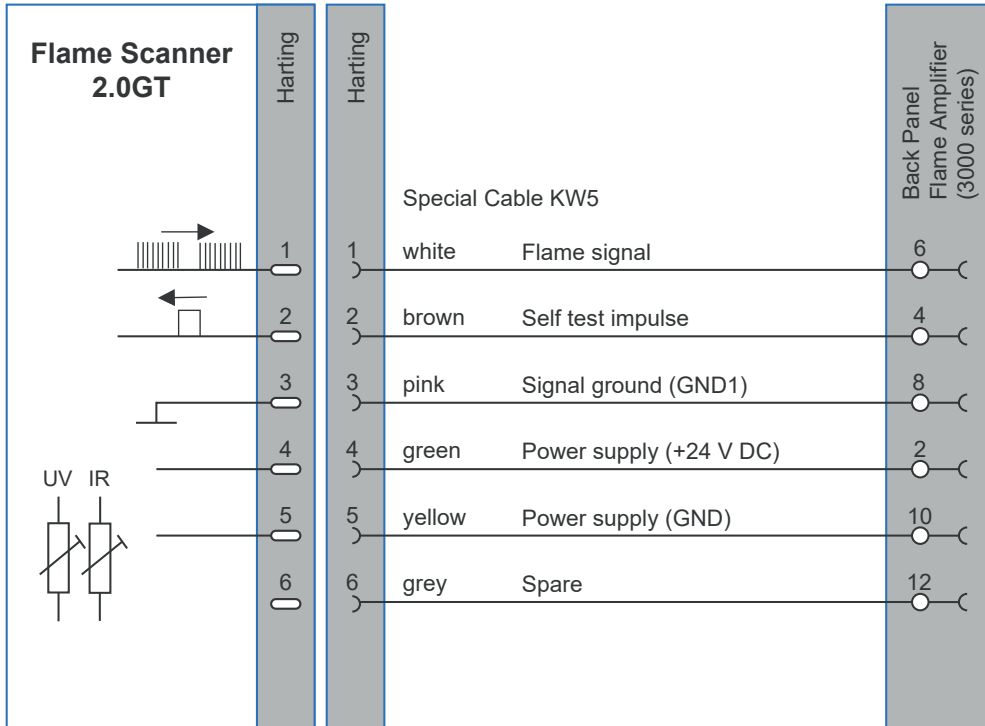 Flame Scanner
2.0GT
Harting
Harting
Back Panel
Flame Amplifier
(3000 series)
Special Cable KW5
1 1 white Flame signal 6
2 2 brown Self test impulse 4
3 3 pink Signal ground (GND1) 8
4 4 green Power supply (+24 V DC) 2
UV IR
5 5 yellow Power supply (GND) 10
6 6 grey Spare 12